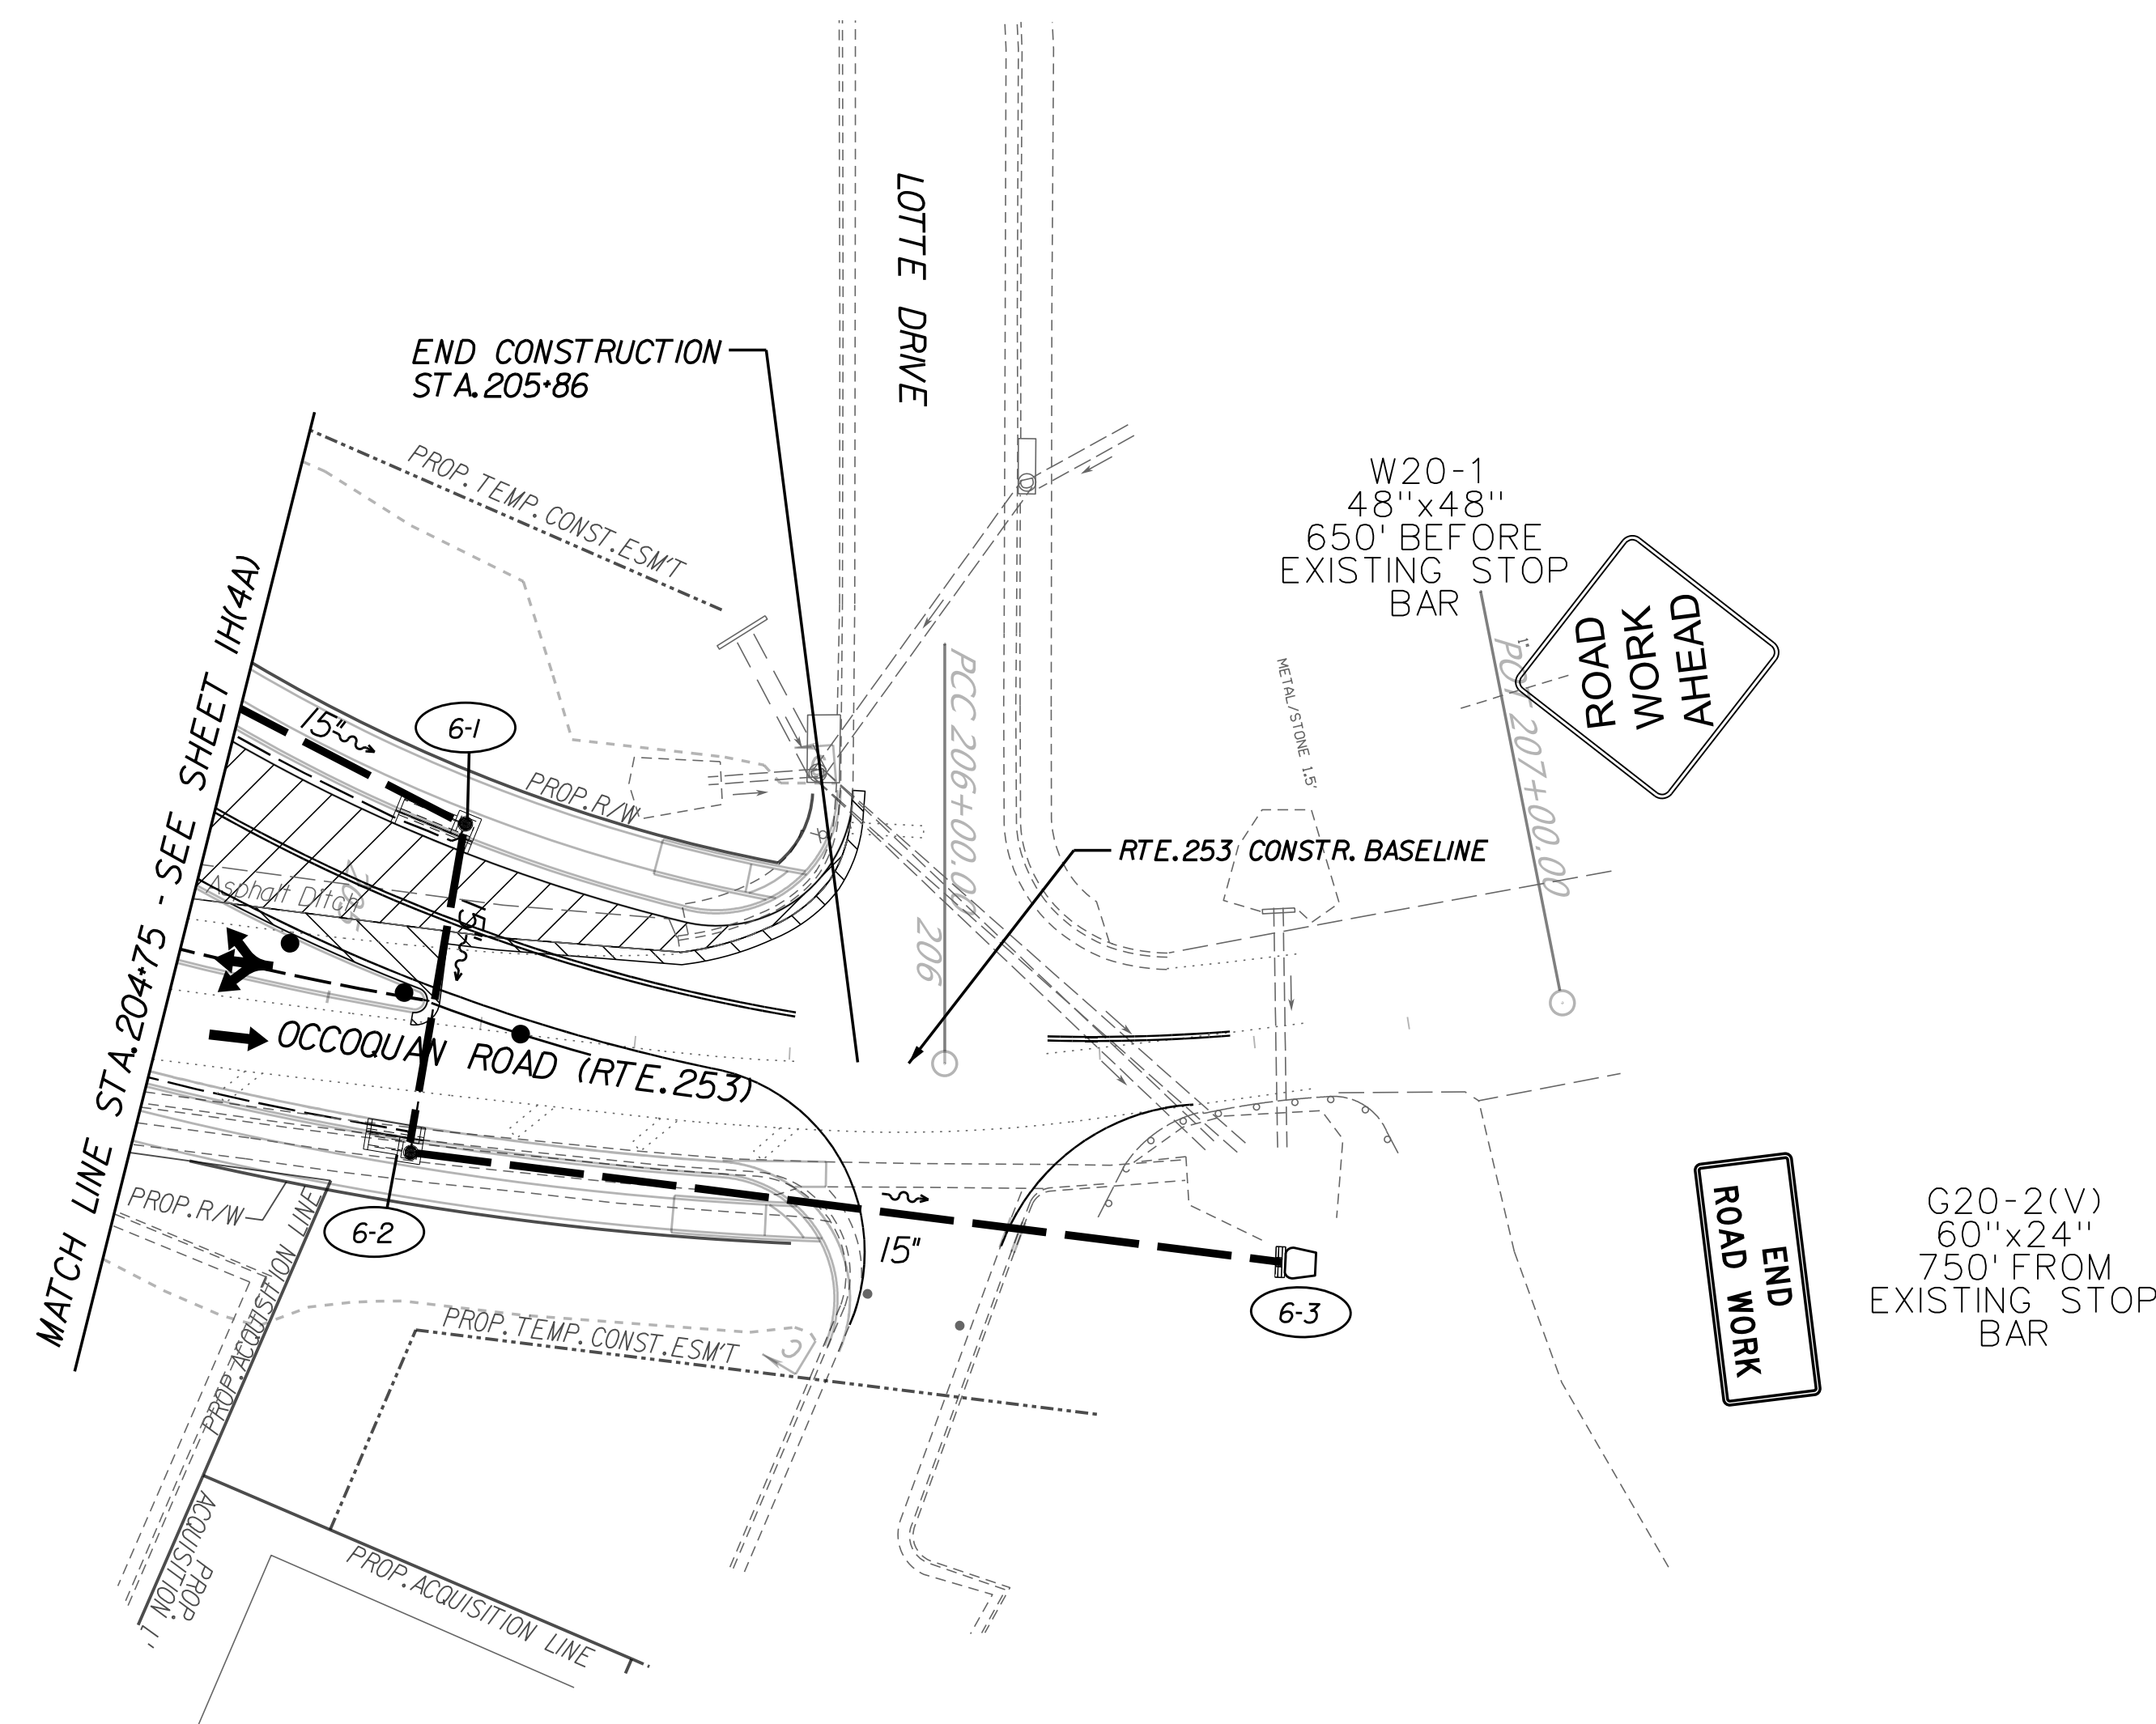 LOTTE DRIVE
END CONSTRUCTION
STA. 205+86
PROP. TEMP. CONST. ESM'T
W20-1
48"x48"
650' BEFORE
EXISTING STOP
BAR
ROAD
WORK
AHEAD
MATCH LINE STA. 204+75 - SEE SHEET 1H(4A)
15"
6-1
PROP. R/W
PCC 206+00.00
206
METAL/STONE 1.5'
207+00.00
RTE. 253 CONSTR. BASELINE
Asphalt Ditch
15"
OCCOQUAN ROAD (RTE. 253)
PROP. R/W
6-2
15"
6-3
END
ROAD WORK
G20-2(V)
60"x24"
750' FROM
EXISTING STOP
BAR
PROP. ACQUISITION LINE
PROP. TEMP. CONST. ESM'T
C
PROP.
ACQUISITION
PROP. ACQUISITION LINE